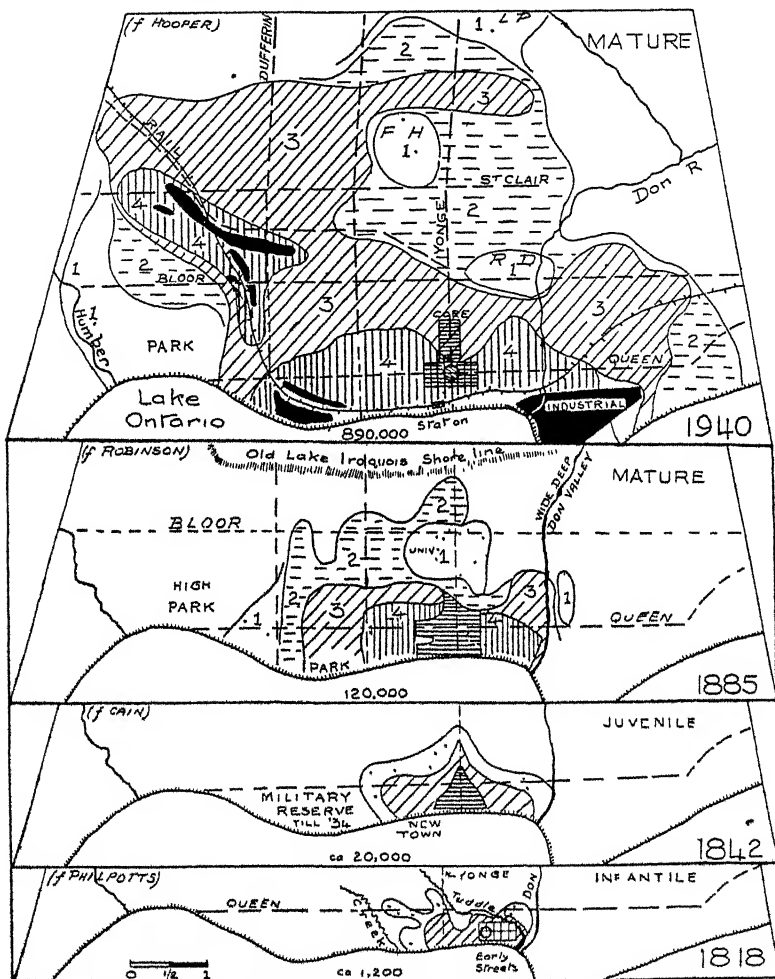 (f HOOPER)
DUFFERIN
1. L P
MATURE
2
3
RAIL
3
F H
1.
ST CLAIR
Don R
4
2
YONGE
4
2
BLOOR
R D
1
1
1.
Humber
3
3
CORE
PARK
4
4
QUEEN
2
Lake
Ontario
INDUSTRIAL
Station
890,000
1940
(f ROBINSON)
Old Lake Iroquois Shore line
WIDE DEEP
DON VALLEY
MATURE
2
BLOOR
UNIV.
1
2
HIGH
PARK
2
3
3
1
1
4
4
QUEEN
PARK
120,000
1885
(f CAIN)
JUVENILE
MILITARY
RESERVE
TILL '34
NEW
TOWN
ca 20,000
1842
(f PHILPOTTS)
YONGE
Tuddle
DON
INFANTILE
QUEEN
Creek
Early
Streets
0 1/2 1
ca 1,200
1818